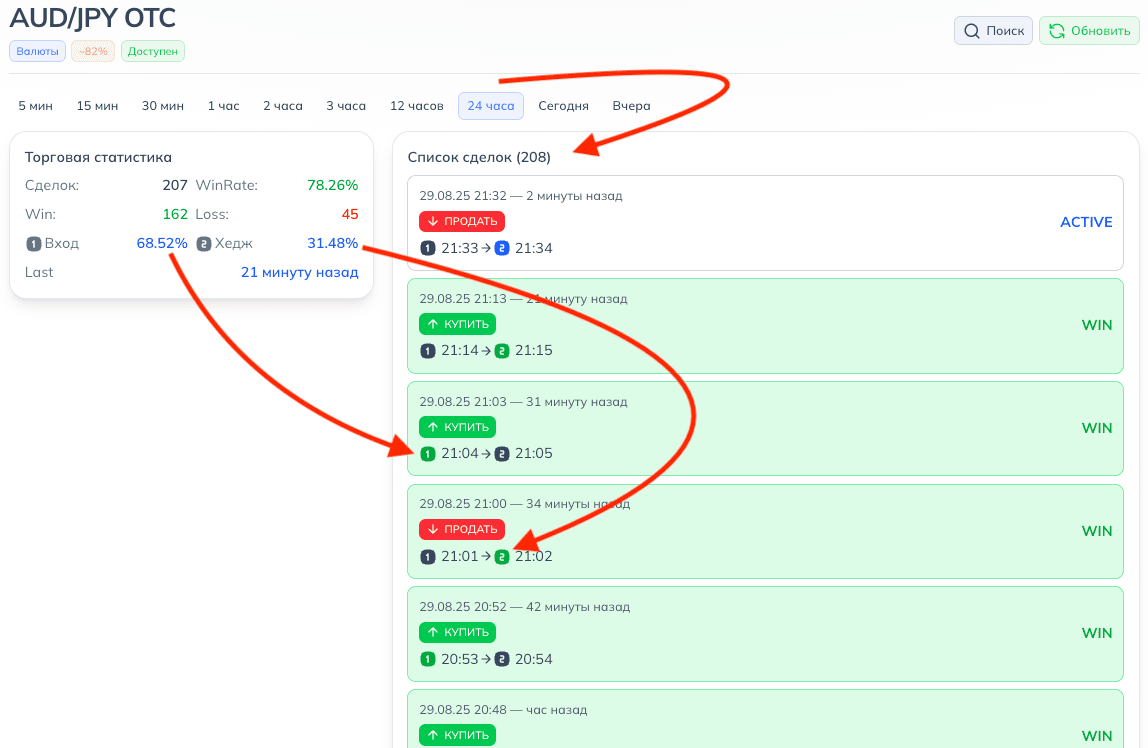 AUD/JPY OTC
Поиск
Обновить
Валюты ~82% Доступен
5 мин 15 мин 30 мин 1 час 2 часа 3 часа 12 часов 24 часа Сегодня Вчера
Торговая статистика
Сделок: 207 WinRate: 78.26%
Win: 162 Loss: 45
1 Вход 68.52% 2 Хедж 31.48%
Last 21 минуту назад
Список сделок (208)
29.08.25 21:32 — 2 минуты назад
↓ ПРОДАТЬ
ACTIVE
1 21:33 → 2 21:34
29.08.25 21:13 — 21 минуту назад
↑ КУПИТЬ
WIN
1 21:14 → 2 21:15
29.08.25 21:03 — 31 минуту назад
↑ КУПИТЬ
WIN
1 21:04 → 2 21:05
29.08.25 21:00 — 34 минуты назад
↓ ПРОДАТЬ
WIN
1 21:01 → 2 21:02
29.08.25 20:52 — 42 минуты назад
↑ КУПИТЬ
WIN
1 20:53 → 2 20:54
29.08.25 20:48 — час назад
↑ КУПИТЬ
WIN